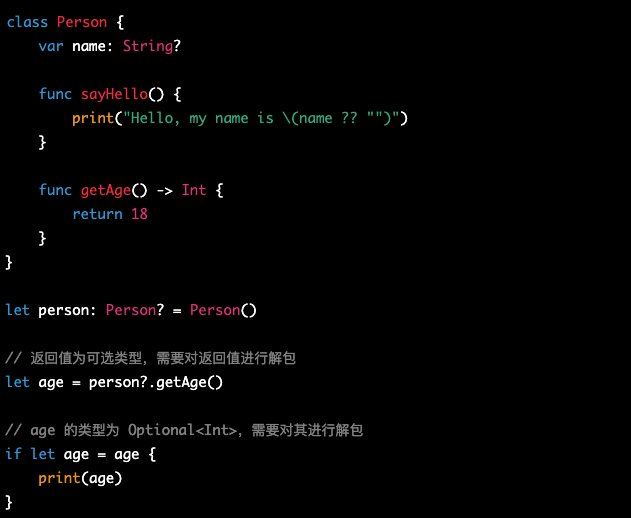 class Person {
    var name: String?

    func sayHello() {
        print("Hello, my name is \(name ?? "")")
    }

    func getAge() -> Int {
        return 18
    }
}

let person: Person? = Person()

// 返回值为可选类型，需要对返回值进行解包
let age = person?.getAge()

// age 的类型为 Optional<Int>，需要对其进行解包
if let age = age {
    print(age)
}